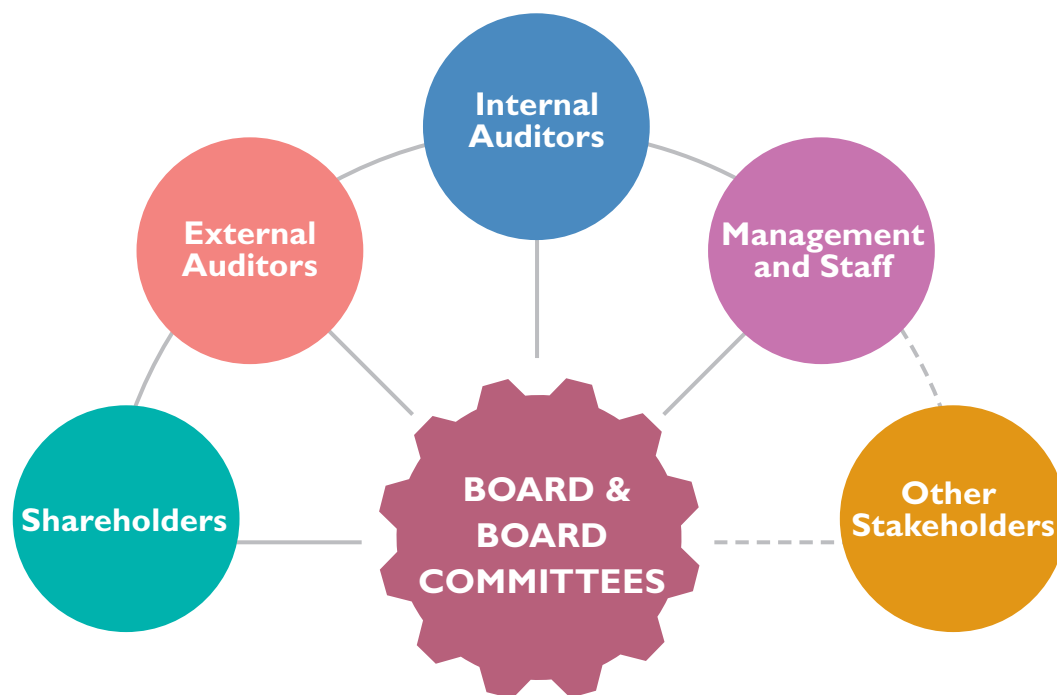 Internal
Auditors
External
Auditors
Management
and Staff
Shareholders
BOARD &
BOARD
COMMITTEES
Other
Stakeholders